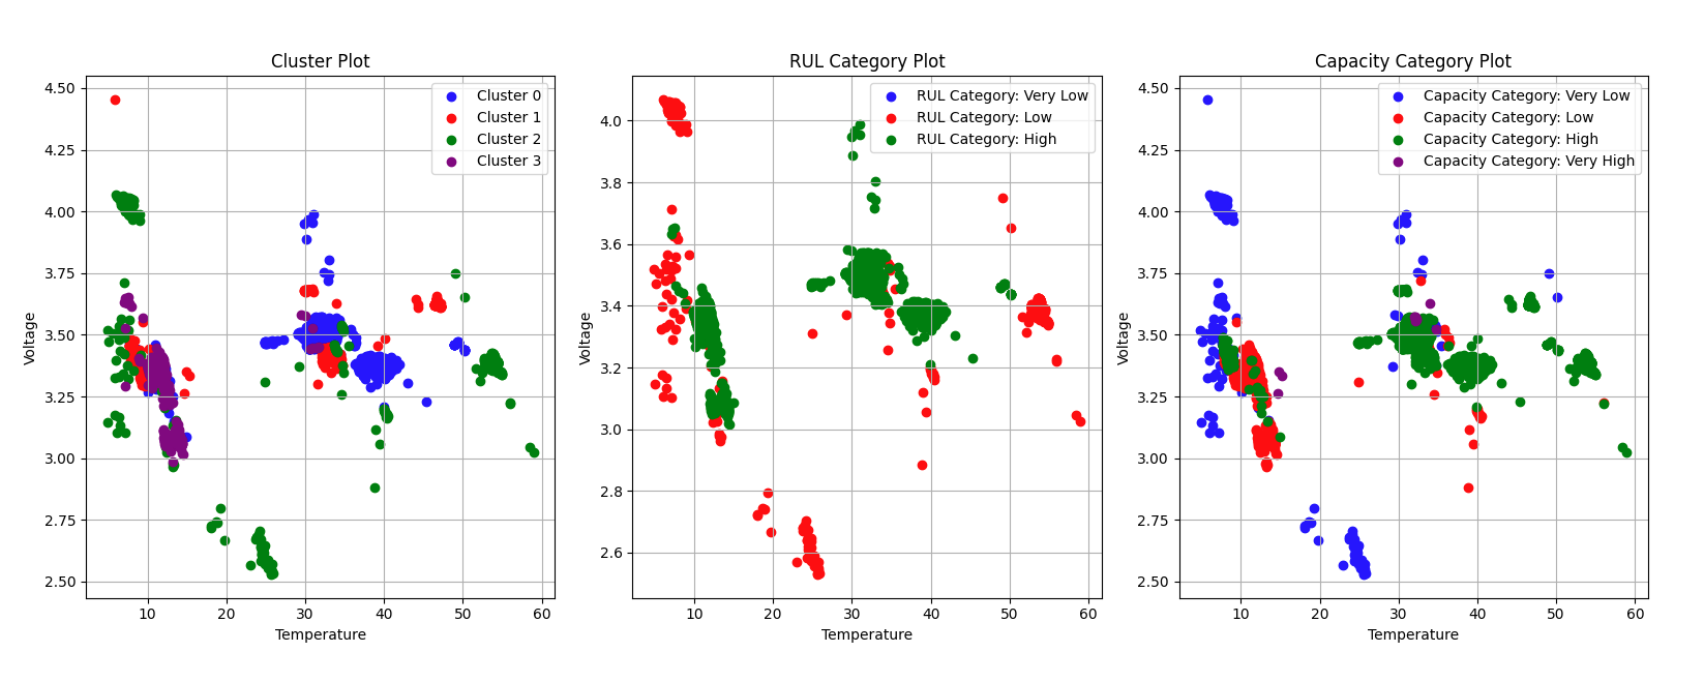 Cluster Plot
4.50
4.25
4.00
3.75
3.50
3.25
3.00
2.75
2.50
Voltage
10 20 30 40 50 60
Temperature
Cluster 0
Cluster 1
Cluster 2
Cluster 3
RUL Category Plot
4.0
3.8
3.6
3.4
3.2
3.0
2.8
2.6
Voltage
10 20 30 40 50 60
Temperature
RUL Category: Very Low
RUL Category: Low
RUL Category: High
Capacity Category Plot
4.50
4.25
4.00
3.75
3.50
3.25
3.00
2.75
2.50
Voltage
10 20 30 40 50 60
Temperature
Capacity Category: Very Low
Capacity Category: Low
Capacity Category: High
Capacity Category: Very High